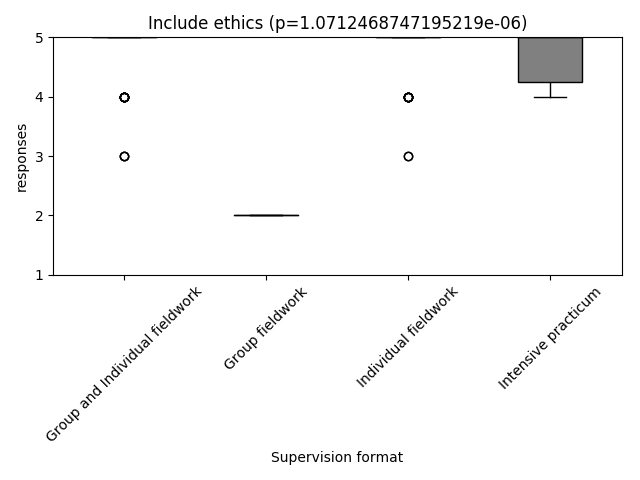 Include ethics (p=1.0712468747195219e-06)
5
4
3
2
1
responses
Group and Individual fieldwork
Group fieldwork
Individual fieldwork
Intensive practicum
Supervision format